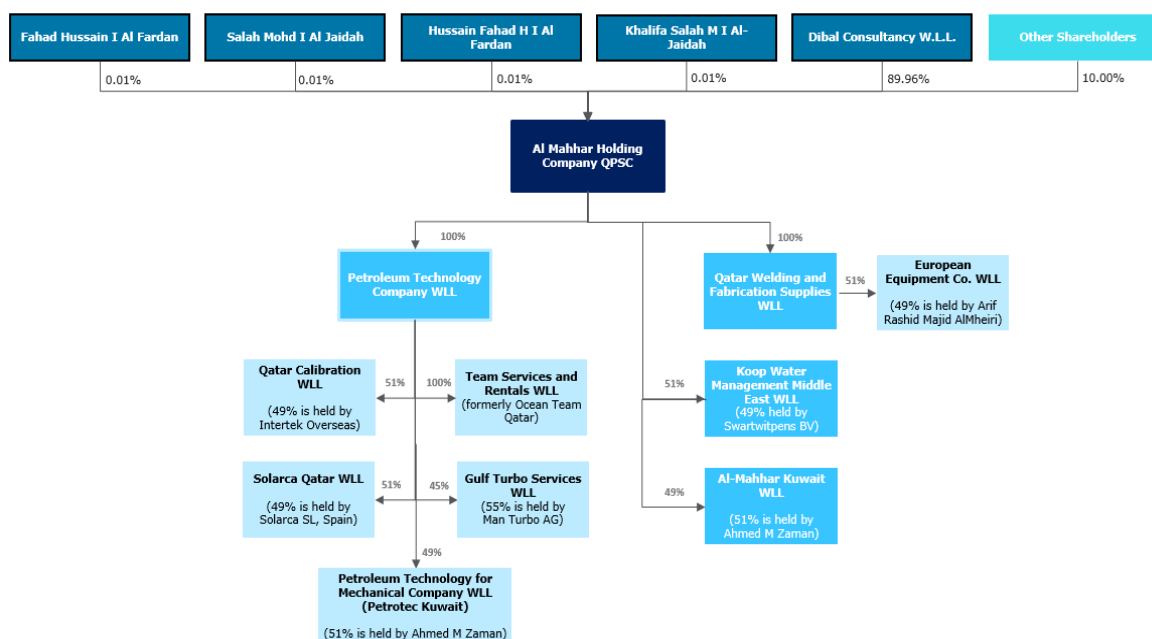 Fahad Hussain I Al Fardan
Salah Mohd I Al Jaidah
Hussain Fahad H I Al
Fardan
Khalifa Salah M I Al-
Jaidah
Dibal Consultancy W.L.L.
Other Shareholders
0.01%
0.01%
0.01%
0.01%
89.96%
10.00%
Al Mahhar Holding
Company QPSC
100%
100%
Petroleum Technology
Company WLL
Qatar Welding and
Fabrication Supplies
WLL
51%
European
Equipment Co. WLL
(49% is held by Arif
Rashid Majid AlMheiri)
Qatar Calibration
WLL
(49% is held by
Intertek Overseas)
51%
100%
Team Services and
Rentals WLL
(formerly Ocean Team
Qatar)
51%
Koop Water
Management Middle
East WLL
(49% held by
Swartwitpens BV)
Solarca Qatar WLL
(49% is held by
Solarca SL, Spain)
51%
45%
Gulf Turbo Services
WLL
(55% is held by
Man Turbo AG)
49%
Al-Mahhar Kuwait
WLL
(51% is held by
Ahmed M Zaman)
49%
Petroleum Technology for
Mechanical Company WLL
(Petrotec Kuwait)
(51% is held by Ahmed M Zaman)